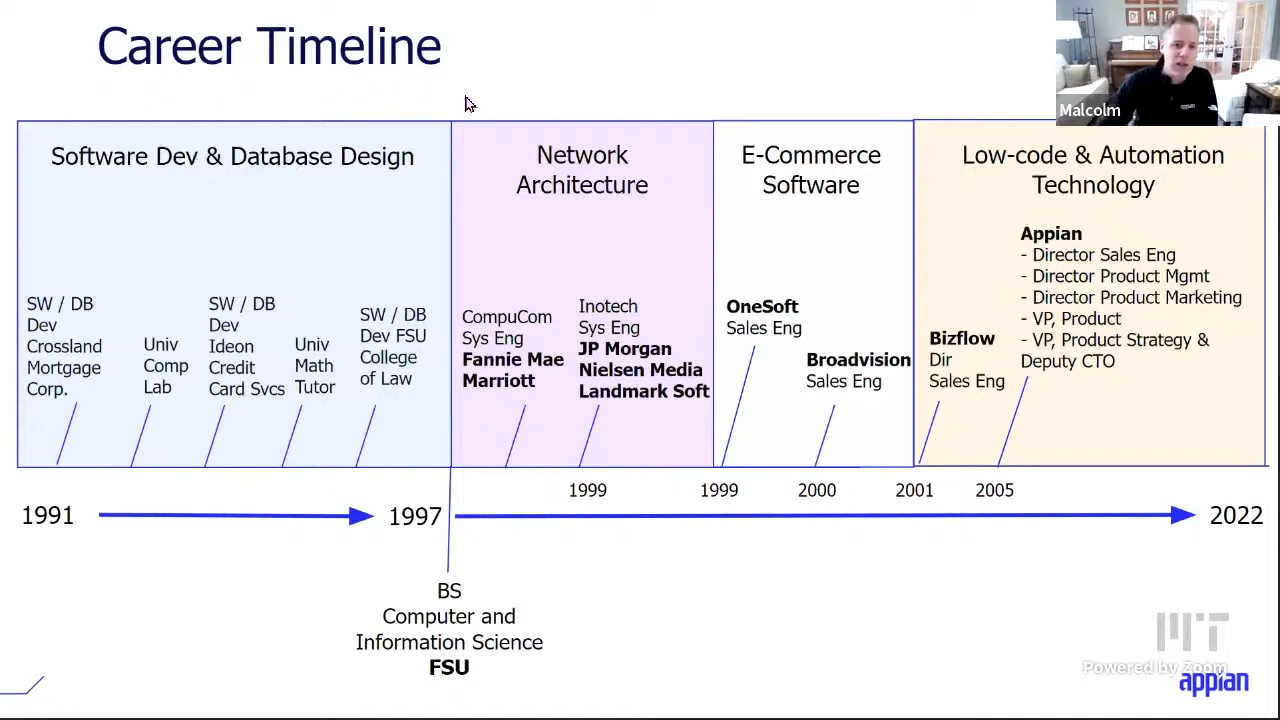 Career Timeline
Malcolm
Software Dev & Database Design
Network
Architecture
E-Commerce
Software
Low-code & Automation
Technology
SW / DB
Dev
Crossland
Mortgage
Corp.
Univ
Comp
Lab
SW / DB
Dev
Ideon
Credit
Card Svcs
Univ
Math
Tutor
SW / DB
Dev FSU
College
of Law
CompuCom
Sys Eng
Fannie Mae
Marriott
Inotech
Sys Eng
JP Morgan
Nielsen Media
Landmark Soft
OneSoft
Sales Eng
Broadvision
Sales Eng
Bizflow
Dir
Sales Eng
Appian
- Director Sales Eng
- Director Product Mgmt
- Director Product Marketing
- VP, Product
- VP, Product Strategy &
Deputy CTO
1999
1999
2000
2001
2005
1991
1997
2022
BS
Computer and
Information Science
FSU
MIT
Powered by Zoom
appian